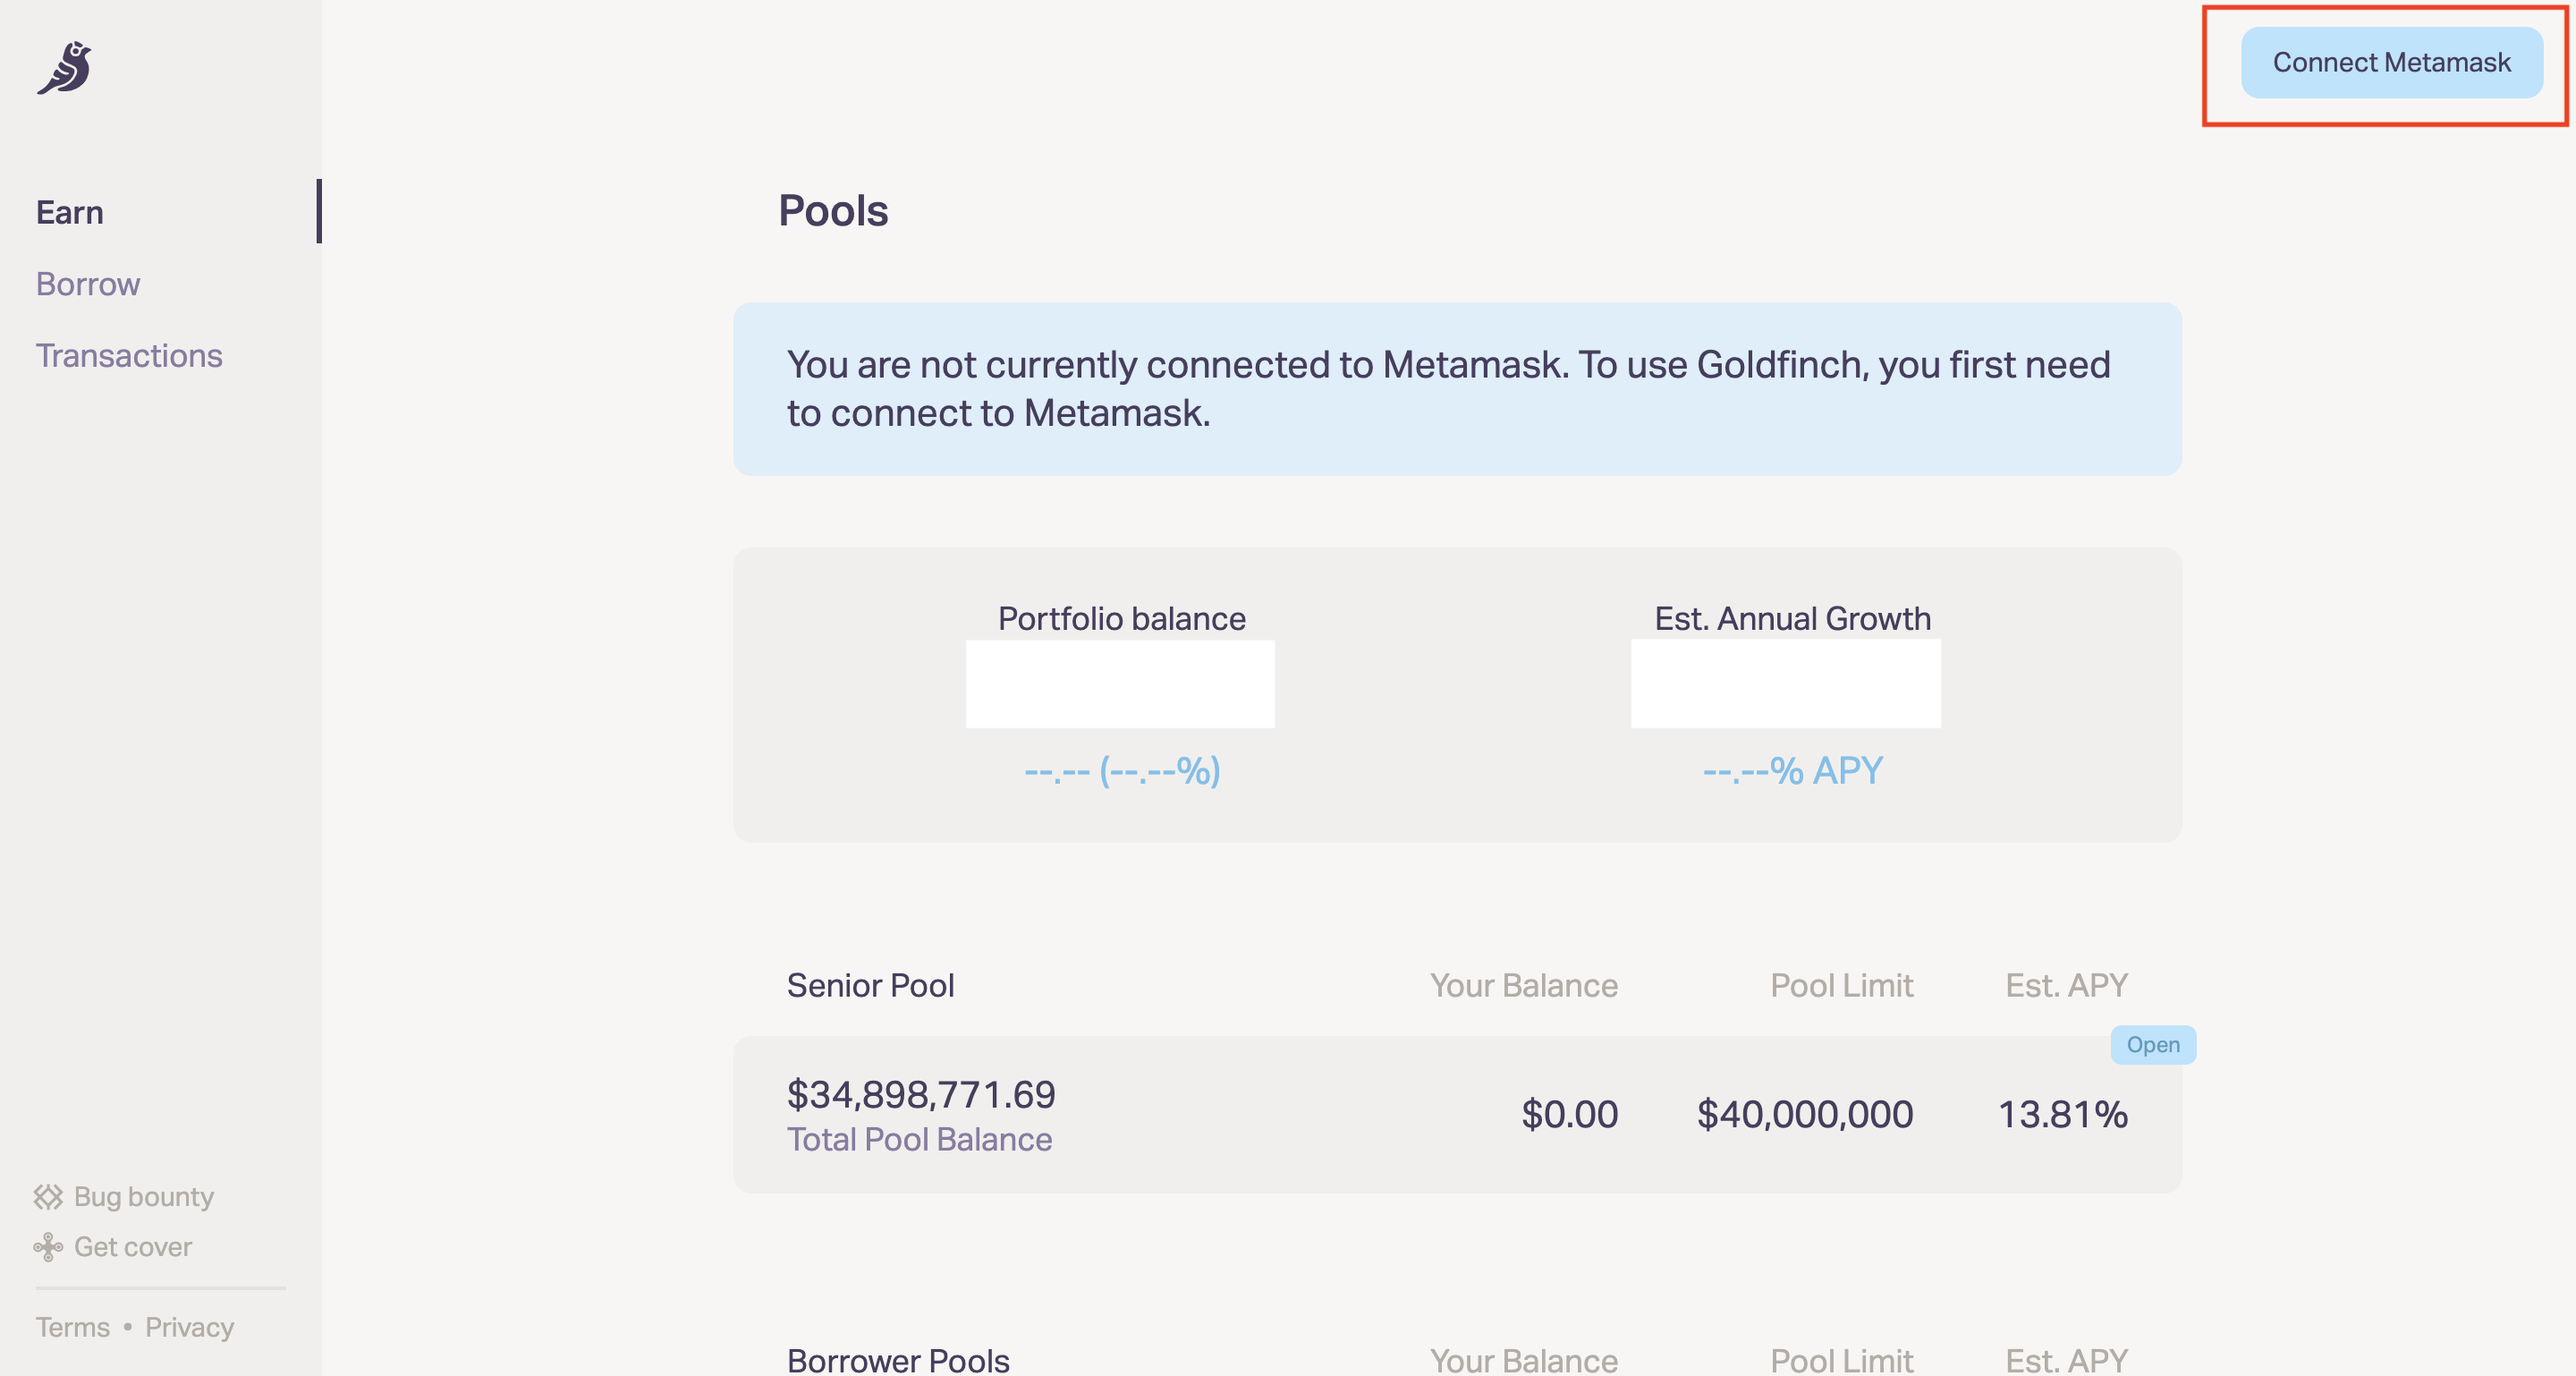 Connect Metamask
Earn
Borrow
Transactions
Pools
You are not currently connected to Metamask. To use Goldfinch, you first need
to connect to Metamask.
Portfolio balance
Est. Annual Growth
--.-- (--.--%)
--.--% APY
Senior Pool
Your Balance
Pool Limit
Est. APY
Open
$34,898,771.69
Total Pool Balance
$0.00
$40,000,000
13.81%
Borrower Pools
Your Balance
Pool Limit
Est. APY
Bug bounty
Get cover
Terms • Privacy